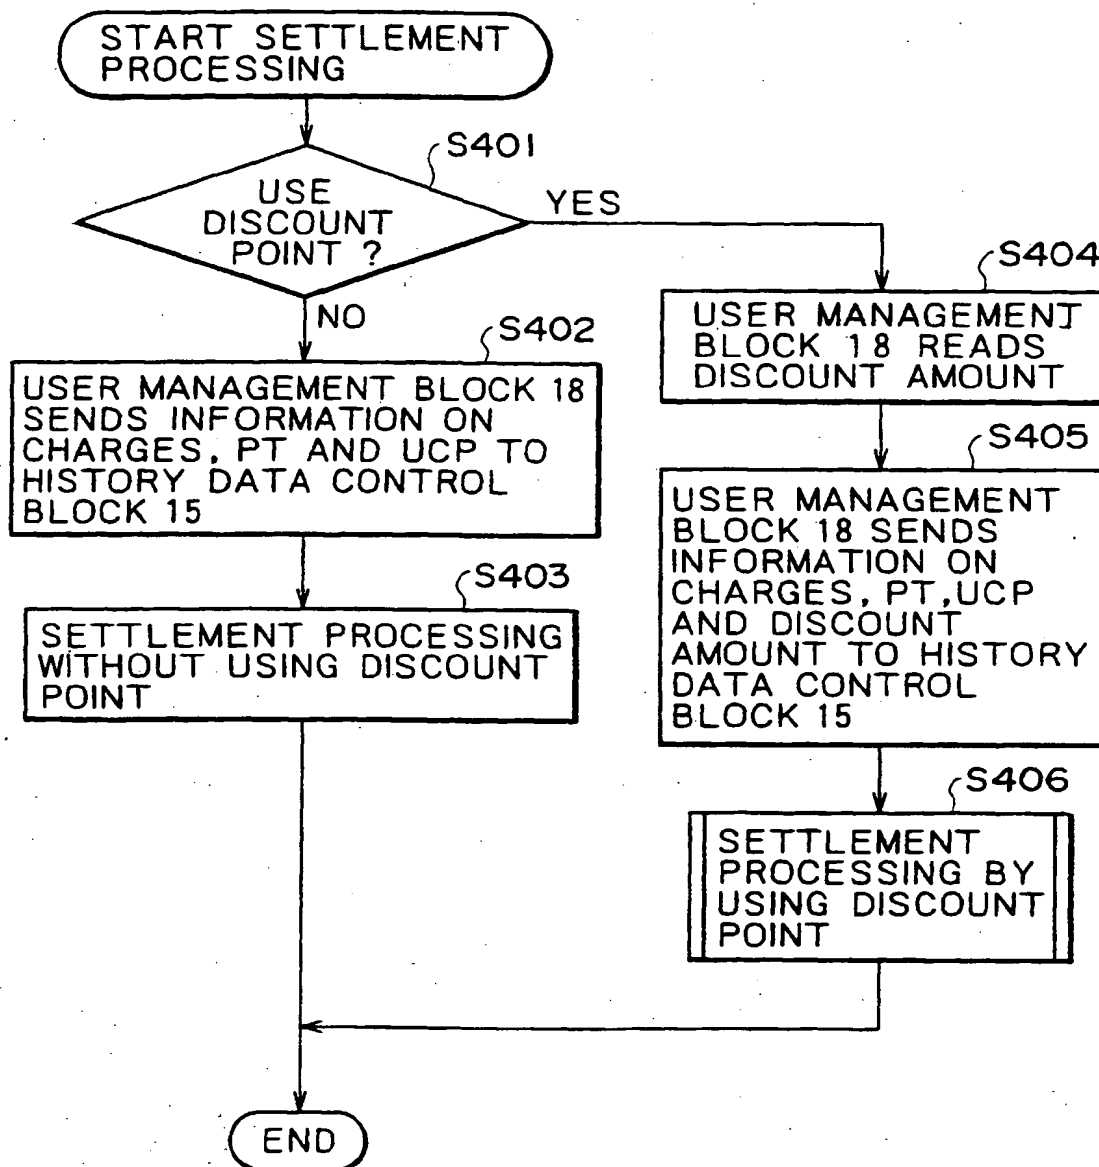 START SETTLEMENT
PROCESSING
S401
USE
DISCOUNT
POINT ?
YES
NO
S402
USER MANAGEMENT BLOCK 18
SENDS INFORMATION ON
CHARGES, PT AND UCP TO
HISTORY DATA CONTROL
BLOCK 15
S403
SETTLEMENT PROCESSING
WITHOUT USING DISCOUNT
POINT
S404
USER MANAGEMENT
BLOCK 18 READS
DISCOUNT AMOUNT
S405
USER MANAGEMENT
BLOCK 18 SENDS
INFORMATION ON
CHARGES, PT, UCP
AND DISCOUNT
AMOUNT TO HISTORY
DATA CONTROL
BLOCK 15
S406
SETTLEMENT
PROCESSING BY
USING DISCOUNT
POINT
END